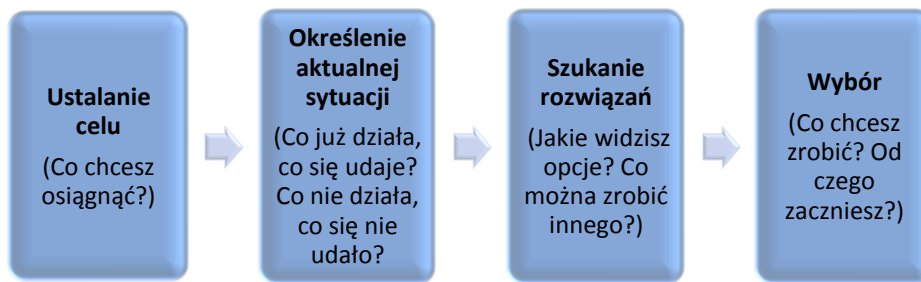 Ustalanie
celu
(Co chcesz
osiągnąć?)
Określenie
aktualnej
sytuacji
(Co już działa,
co się udaje?
Co nie działa,
co się nie
udało?
Szukanie
rozwiązań
(Jakie widzisz
opcje? Co
można zrobić
innego?)
Wybór
(Co chcesz
zrobić? Od
czego
zaczniesz?)